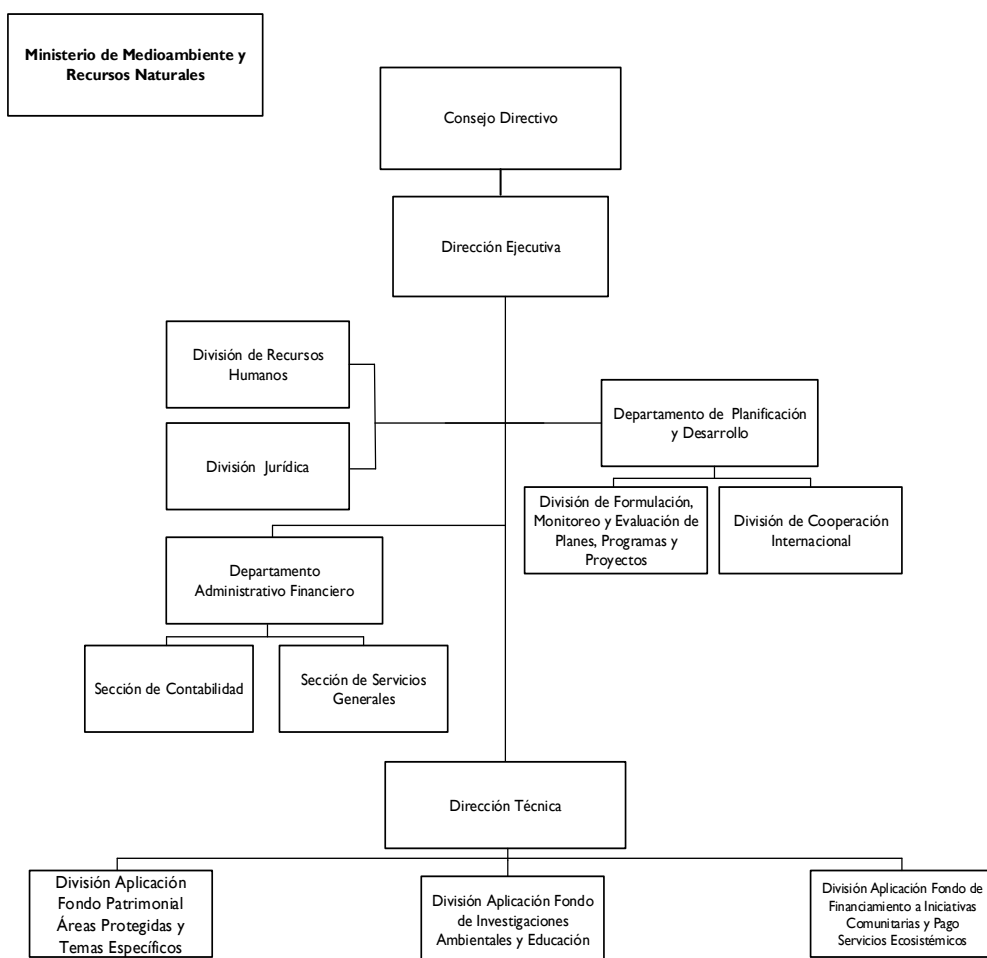 Ministerio de Medioambiente y
Recursos Naturales
Consejo Directivo
Dirección Ejecutiva
División de Recursos
Humanos
División Jurídica
Departamento de Planificación
y Desarrollo
División de Formulación,
Monitoreo y Evaluación de
Planes, Programas y
Proyectos
División de Cooperación
Internacional
Departamento
Administrativo Financiero
Sección de Contabilidad
Sección de Servicios
Generales
Dirección Técnica
División Aplicación
Fondo Patrimonial
Áreas Protegidas y
Temas Específicos
División Aplicación Fondo
de Investigaciones
Ambientales y Educación
División Aplicación Fondo de
Financiamiento a Iniciativas
Comunitarias y Pago
Servicios Ecosistémicos